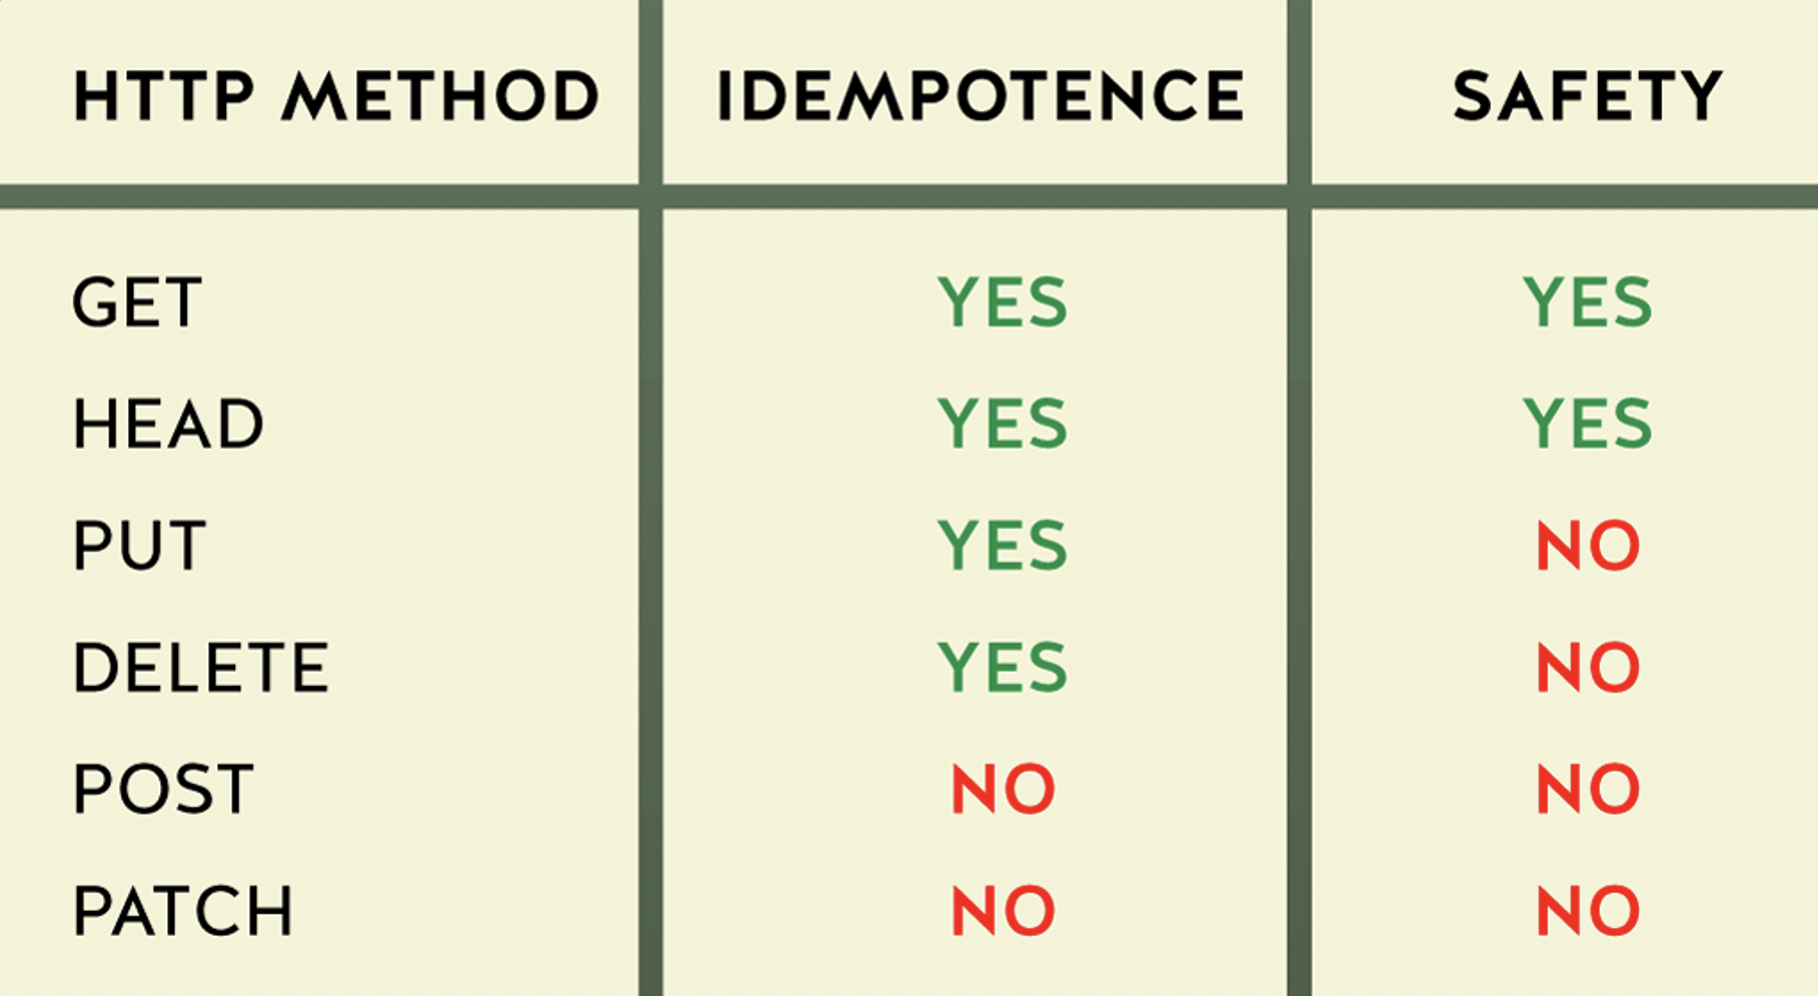 HTTP METHOD IDEMPOTENCE SAFETY
GET YES YES
HEAD YES YES
PUT YES NO
DELETE YES NO
POST NO NO
PATCH NO NO